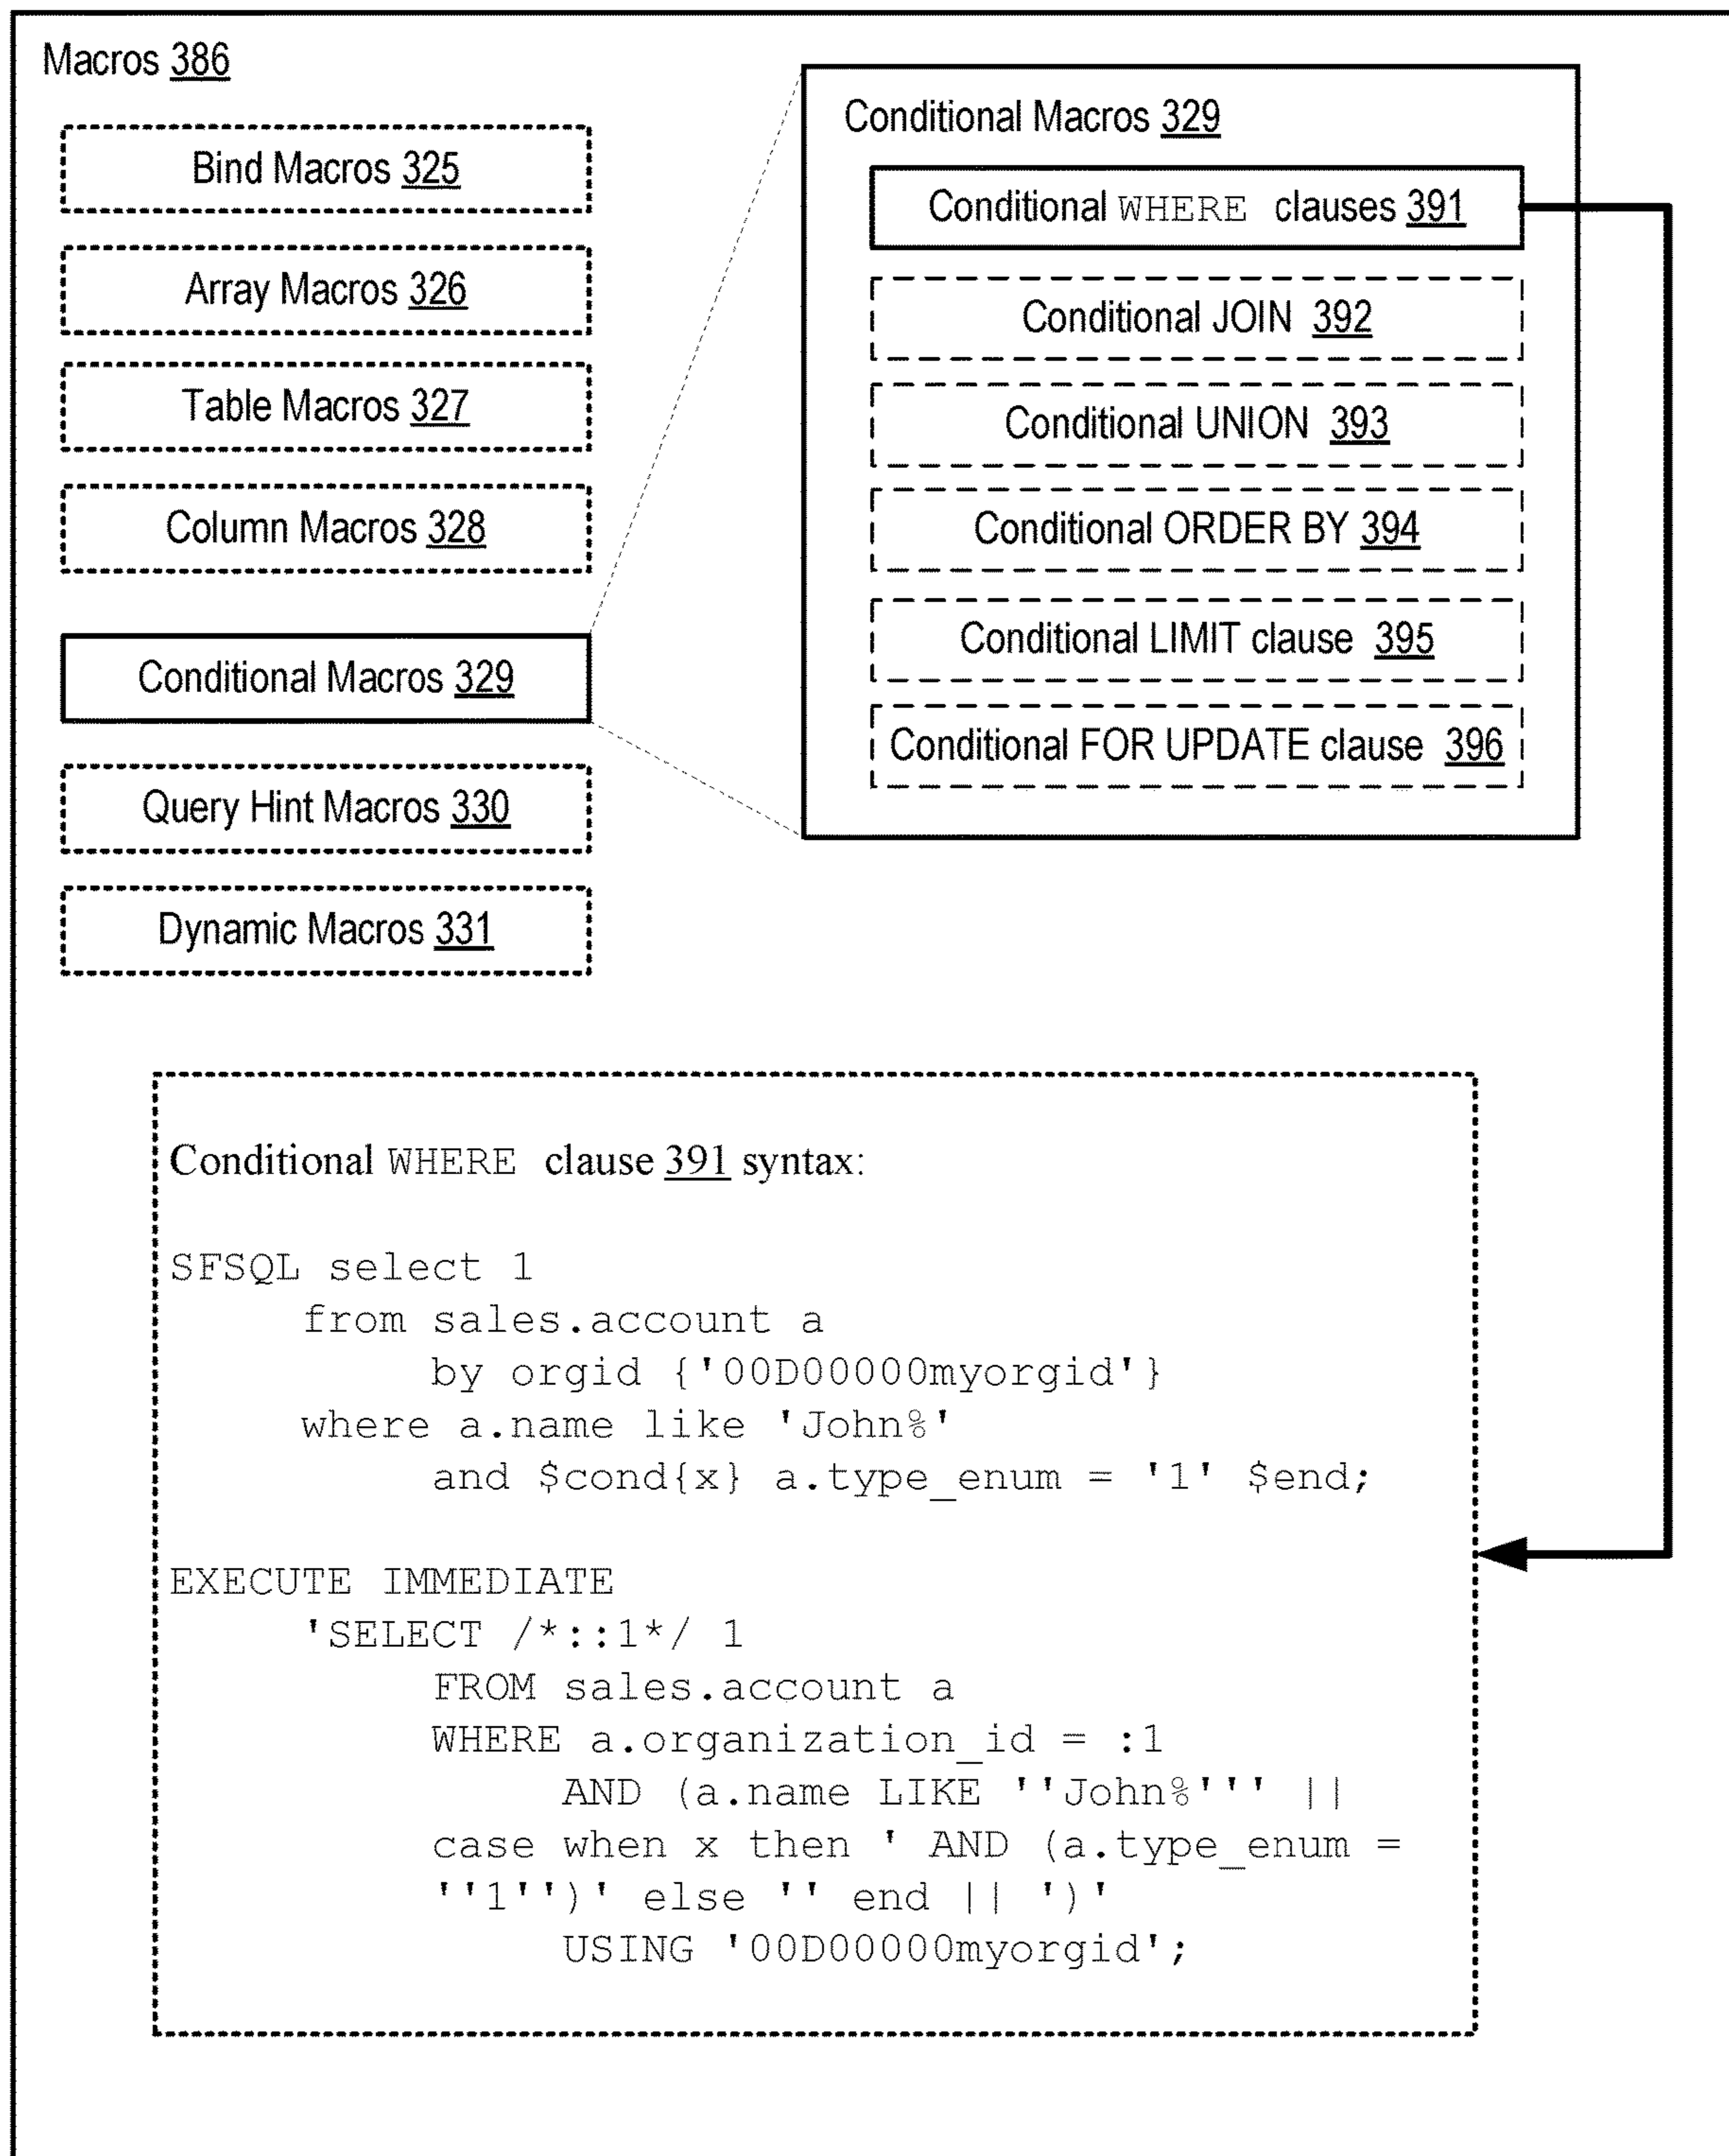 Macros 386
Bind Macros 325
Array Macros 326
Table Macros 327
Column Macros 328
Conditional Macros 329
Query Hint Macros 330
Dynamic Macros 331
Conditional Macros 329
Conditional WHERE clauses 391
Conditional JOIN 392
Conditional UNION 393
Conditional ORDER BY 394
Conditional LIMIT clause 395
Conditional FOR UPDATE clause 396
Conditional WHERE clause 391 syntax:
SFSQL select 1
from sales.account a
by orgid {'00D00000myorgid'}
where a.name like 'John%'
and $cond{x} a.type_enum = '1' $end;
EXECUTE IMMEDIATE
'SELECT /*::1*/ 1
FROM sales.account a
WHERE a.organization_id = :1
AND (a.name LIKE ''John%''' ||
case when x then ' AND (a.type_enum =
''1'')' else '' end || ')'
USING '00D00000myorgid';